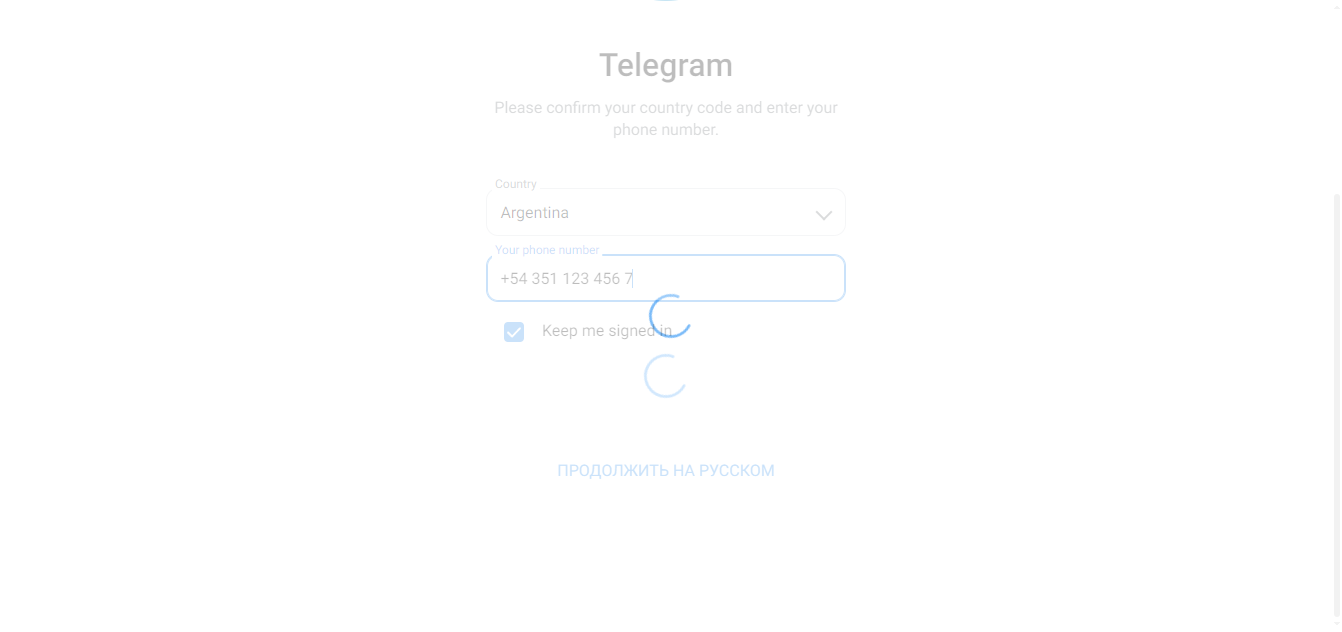 Telegram
Please confirm your country code and enter your
phone number.
Country
Argentina
Your phone number
+54 351 123 456 7
Keep me signed in
ПРОДОЛЖИТЬ НА РУССКОМ